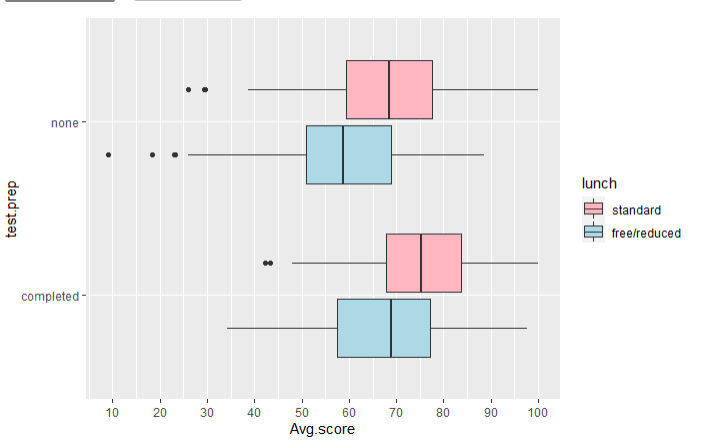 none
completed
test.prep
10 20 30 40 50 60 70 80 90 100
Avg.score
lunch
standard
free/reduced